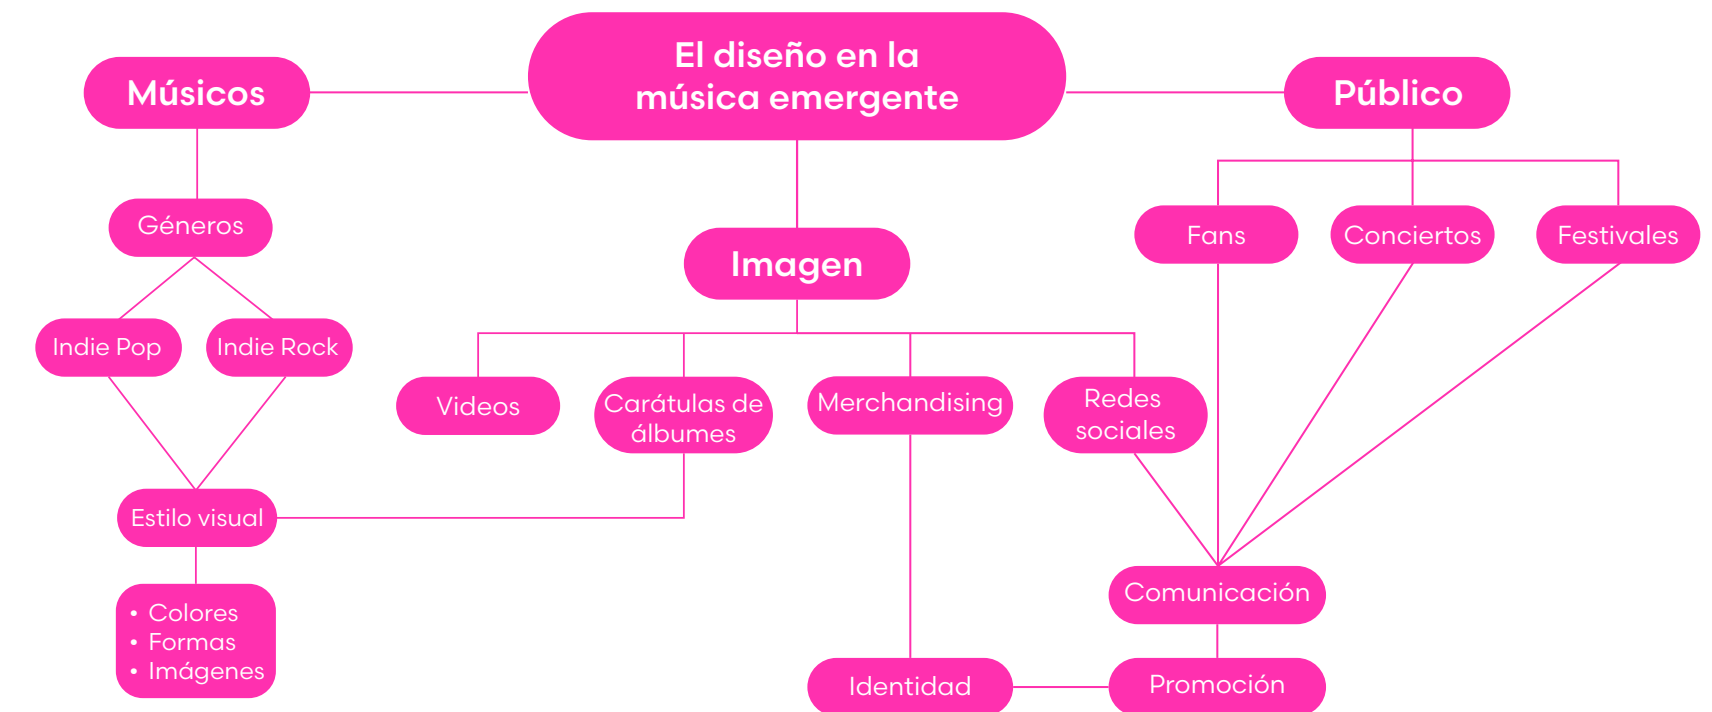 El diseño en la
música emergente
Músicos
Público
Géneros
Fans
Conciertos
Festivales
Imagen
Indie Pop
Indie Rock
Videos
Carátulas de
álbumes
Merchandising
Redes
sociales
Estilo visual
• Colores
• Formas
• Imágenes
Comunicación
Identidad
Promoción